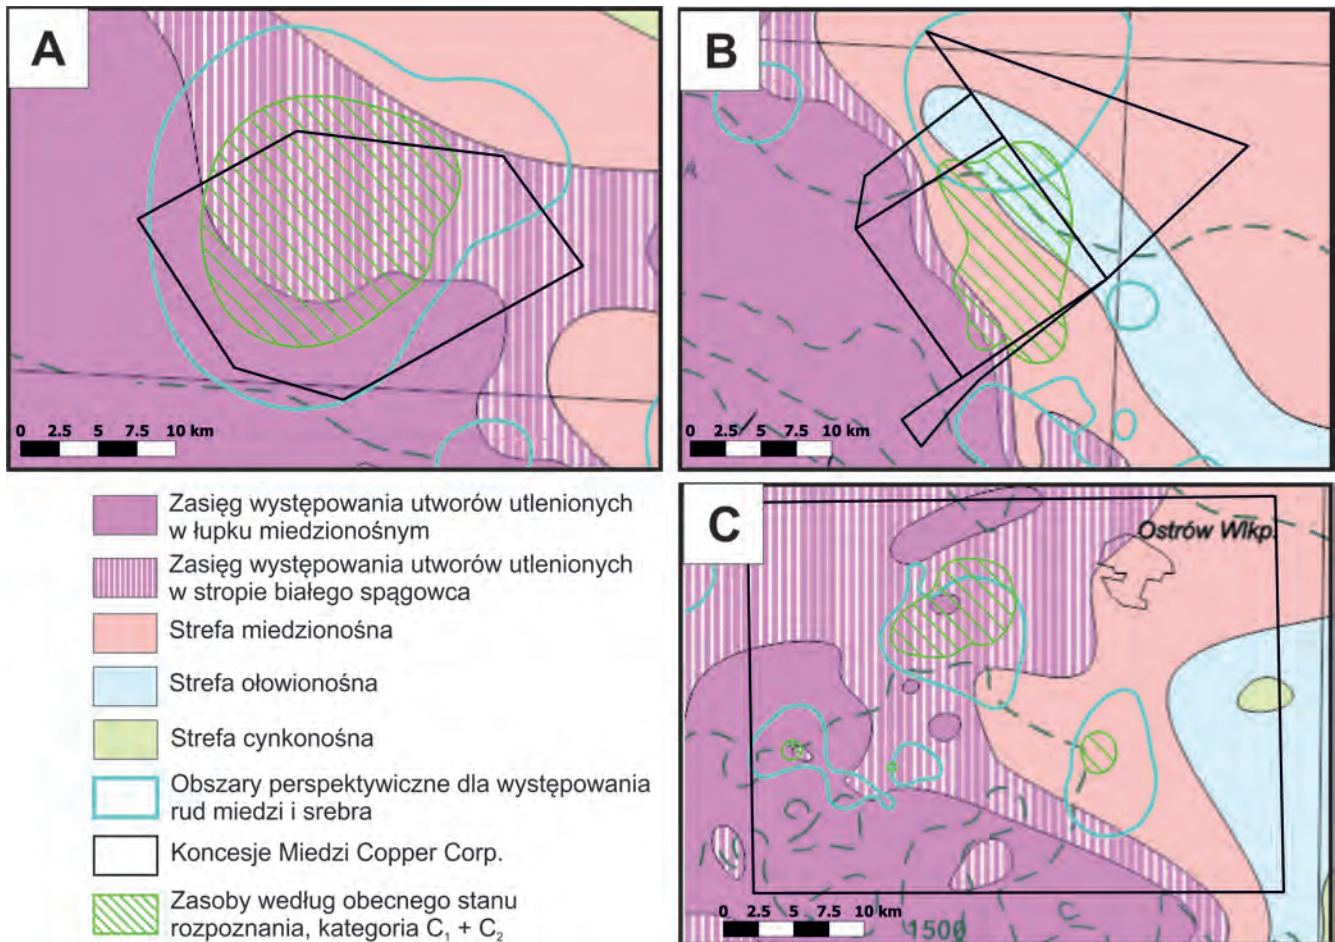 A
B
0 2.5 5 7.5 10 km
0 2.5 5 7.5 10 km
Zasięg występowania utworów utlenionych
w łupku miedzionośnym
Zasięg występowania utworów utlenionych
w stropie białego spągowca
Strefa miedzionośna
Strefa ołowionośna
Strefa cynkonośna
Obszary perspektywiczne dla występowania
rud miedzi i srebra
Koncesje Miedzi Copper Corp.
Zasoby według obecnego stanu
rozpoznania, kategoria C₁ + C₂
C
Ostrów Wlkp.
0 2.5 5 7.5 10 km
1500